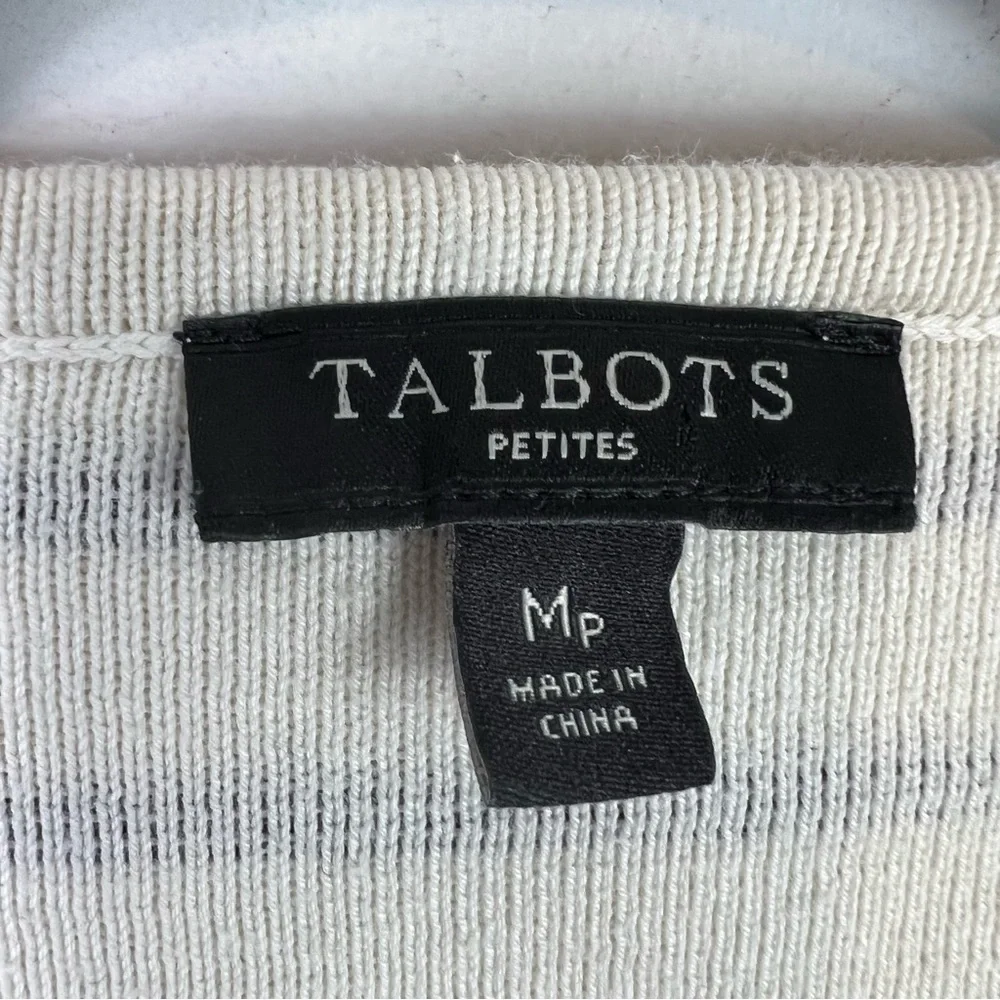 TALBOTS
PETITES
MP
MADE IN
CHINA